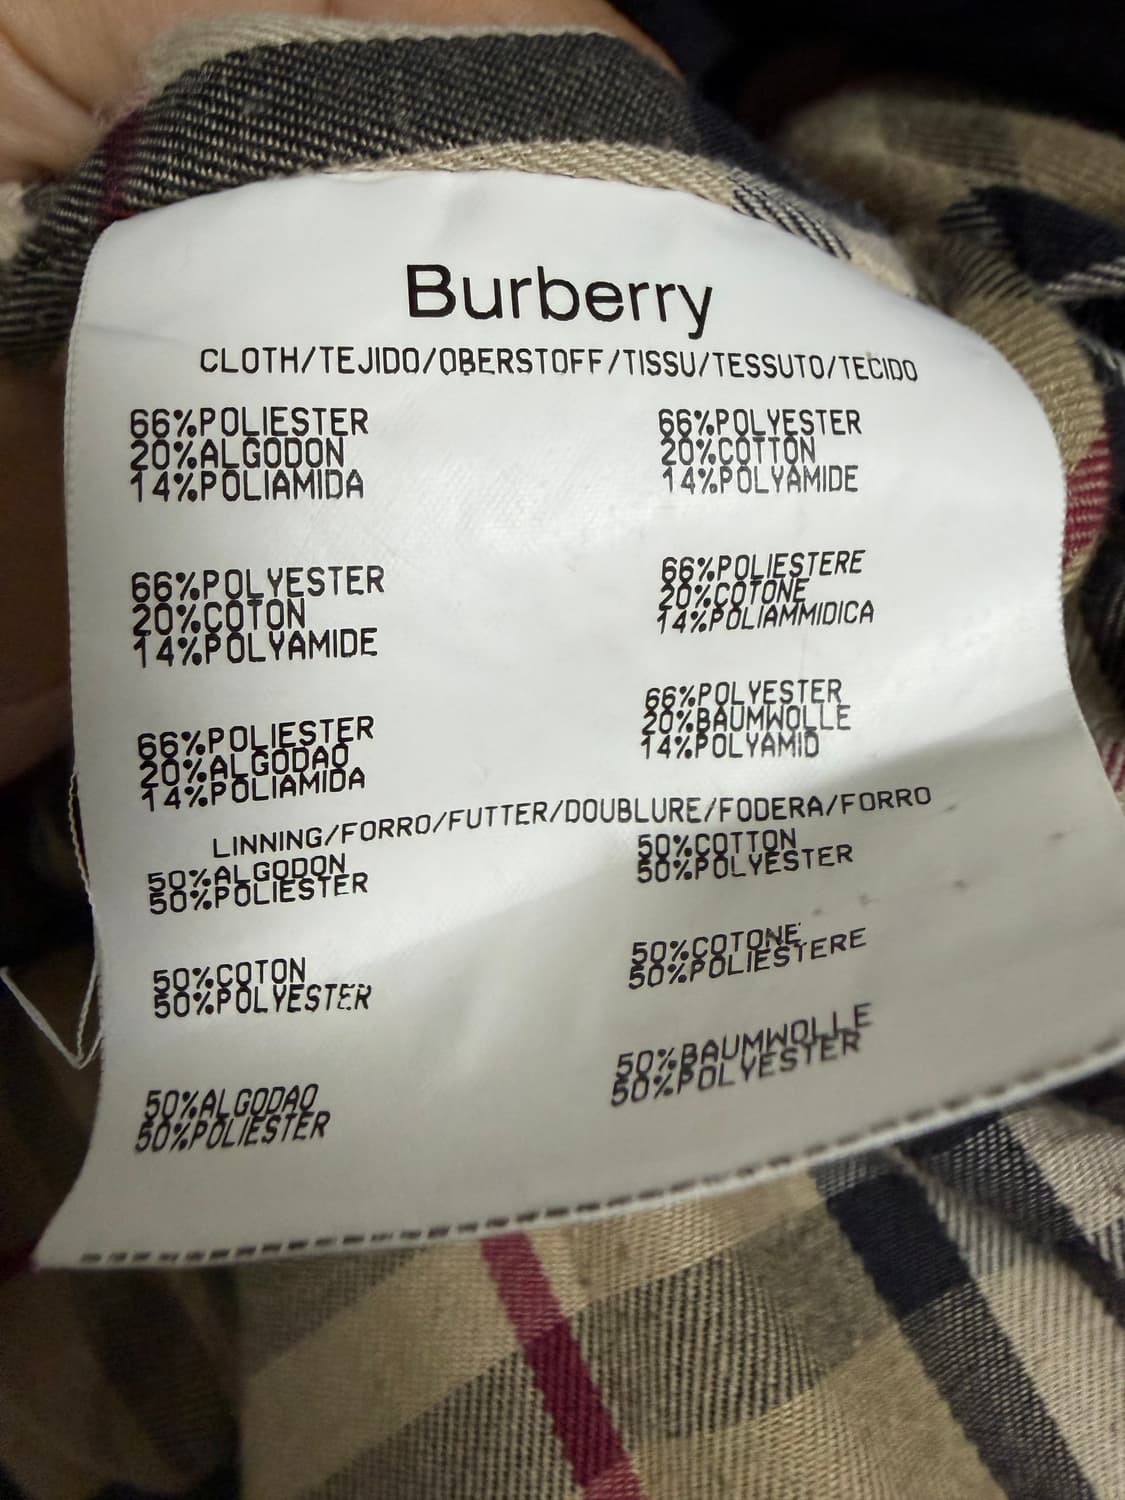 Burberry
CLOTH/TEJIDO/OBERSTOFF/TISSU/TESSUTO/TECIDO
66%POLIESTER
20%ALGODON
14%POLIAMIDA
66%POLYESTER
20%COTTON
14%POLYAMIDE
66%POLYESTER
20%COTON
14%POLYAMIDE
66%POLIESTERE
20%COTONE
14%POLIAMMIDICA
66%POLIESTER
20%ALGODAO
14%POLIAMIDA
66%POLYESTER
20%BAUMWOLLE
14%POLYAMID
LINNING/FORRO/FUTTER/DOUBLURE/FODERA/FORRO
50%ALGODON
50%POLIESTER
50%COTTON
50%POLYESTER
50%COTON
50%POLYESTER
50%COTONE
50%POLIESTERE
50%ALGODAO
50%POLIESTER
50%BAUMWOLLE
50%POLYESTER